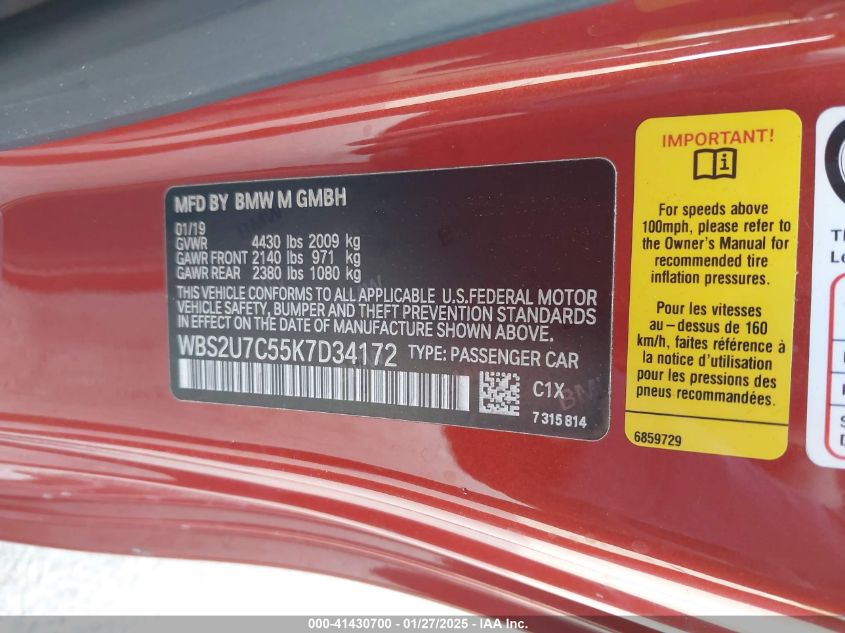 MFD BY BMW M GMBH
01/19
GVWR 4430 lbs 2009 kg
GAWR FRONT 2140 lbs 971 kg
GAWR REAR 2380 lbs 1080 kg
THIS VEHICLE CONFORMS TO ALL APPLICABLE U.S.FEDERAL MOTOR
VEHICLE SAFETY, BUMPER AND THEFT PREVENTION STANDARDS
IN EFFECT ON THE DATE OF MANUFACTURE SHOWN ABOVE.
WBS2U7C55K7D34172 TYPE: PASSENGER CAR
C1X
7 315 814
IMPORTANT!
For speeds above
100mph, please refer to
the Owner's Manual for
recommended tire
inflation pressures.
Pour les vitesses
au-dessus de 160
km/h, faites référence à
votre guide d'utilisation
pour les pressions des
pneus recommandées.
6859729
000-41430700 - 01/27/2025 - IAAI.COM